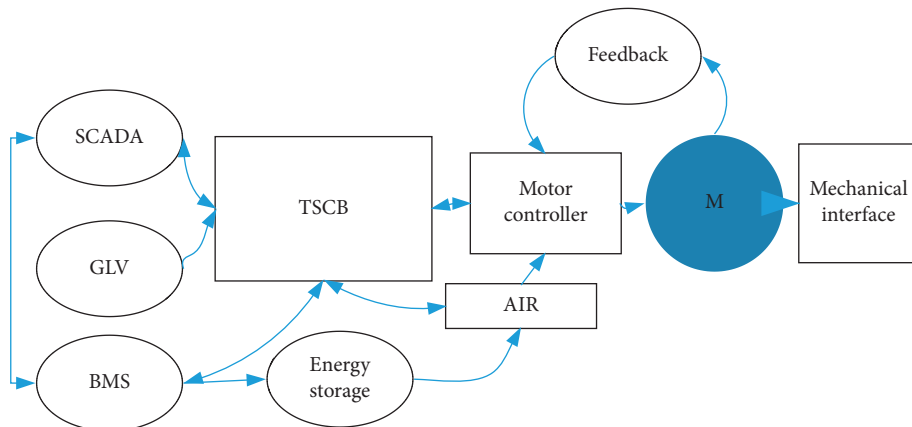 Feedback
SCADA
TSCB
Motor
controller
M
Mechanical
interface
GLV
AIR
BMS
Energy
storage